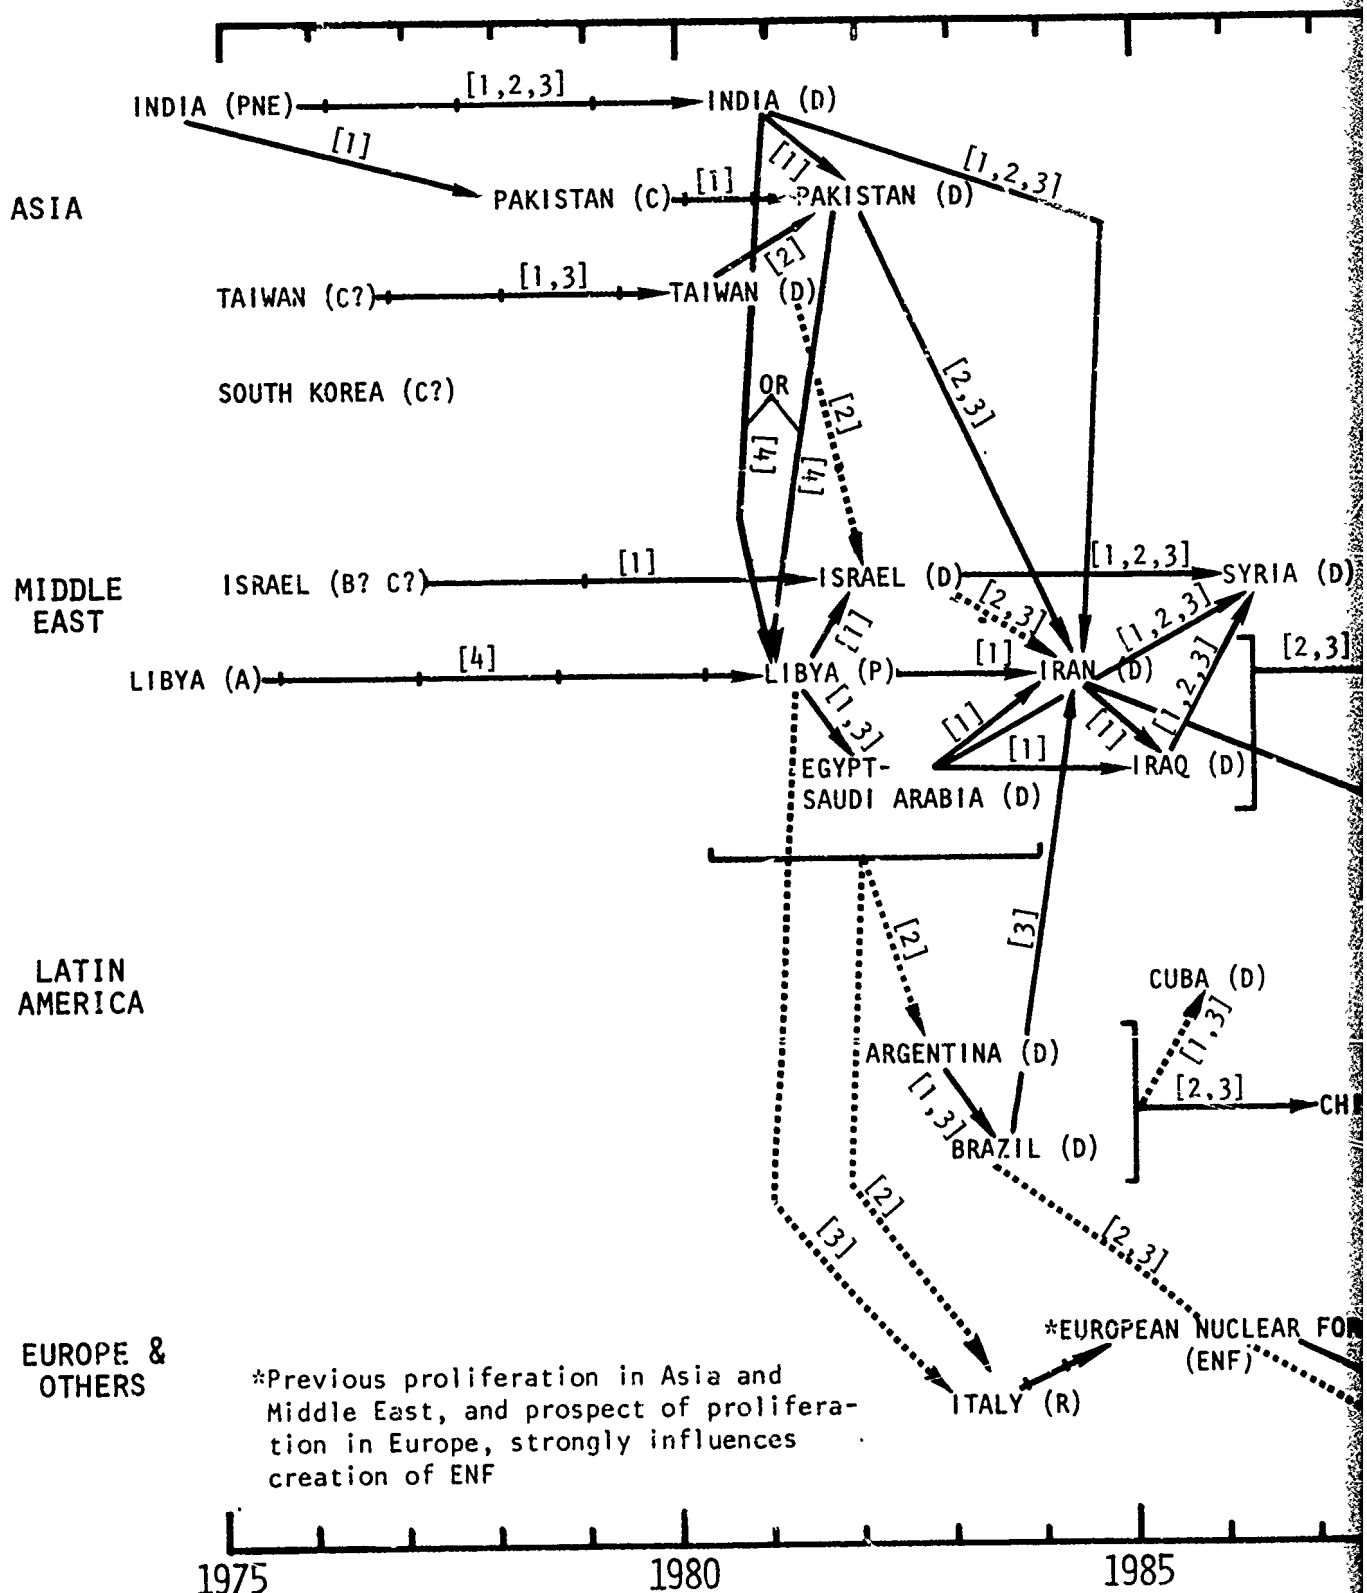 INDIA (PNE)
[1,2,3]
INDIA (D)
[1]
[1]
[1,2,3]
ASIA
PAKISTAN (C)
[1]
PAKISTAN (D)
[2]
TAIWAN (C?)
[1,3]
TAIWAN (D)
SOUTH KOREA (C?)
OR
[2]
[2,3]
[4]
[4]
MIDDLE
EAST
ISRAEL (B? C?)
[1]
ISRAEL (D)
[1,2,3]
SYRIA (D)
[2,3]
[1,2,3]
[1]
LIBYA (A)
[4]
LIBYA (P)
[1]
IRAN (D)
[2,3]
[1,3]
[1]
[1]
[1,2,3]
EGYPT-
SAUDI ARABIA (D)
[1]
IRAQ (D)
[2]
[3]
LATIN
AMERICA
CUBA (D)
[1,3]
ARGENTINA (D)
[1,3]
[2,3]
CH
BRAZIL (D)
[2]
[3]
[2,3]
EUROPE &
OTHERS
*EUROPEAN NUCLEAR FO
(ENF)
ITALY (R)
*Previous proliferation in Asia and
Middle East, and prospect of prolifera-
tion in Europe, strongly influences
creation of ENF
1975
1980
1985